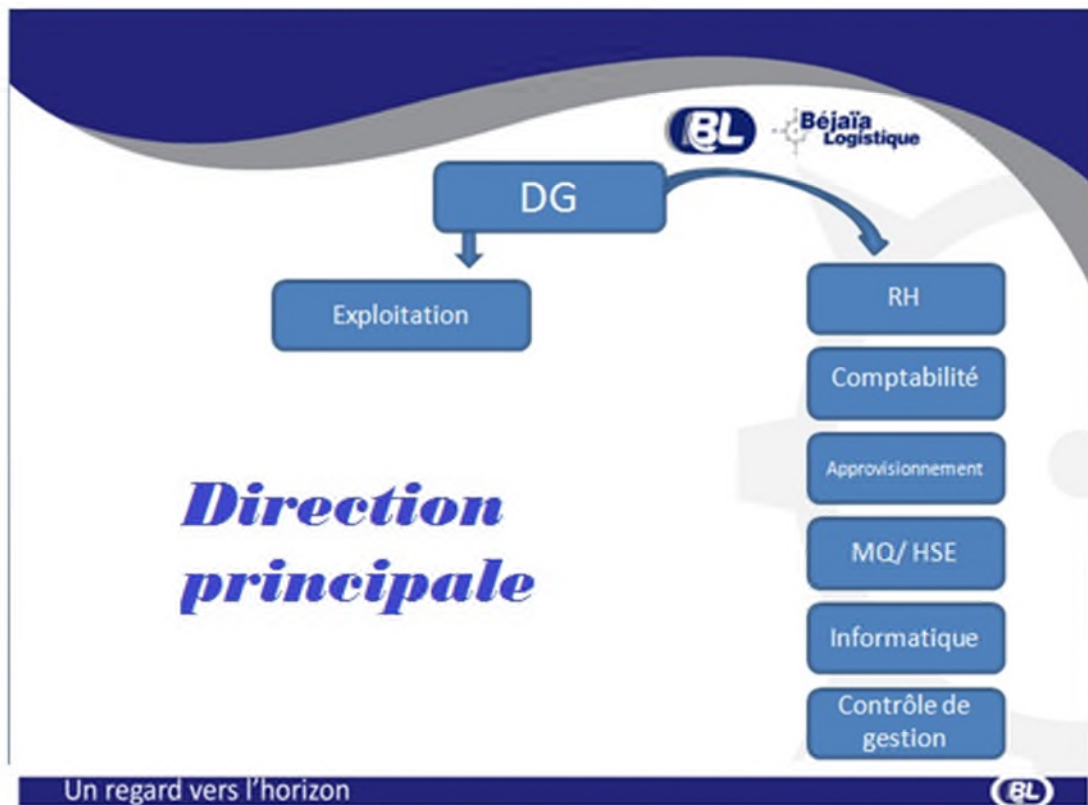 BL Béjaïa
Logistique
DG
Exploitation
RH
Comptabilité
Approvisionnement
MQ/ HSE
Informatique
Contrôle de
gestion
Direction
principale
Un regard vers l'horizon
BL